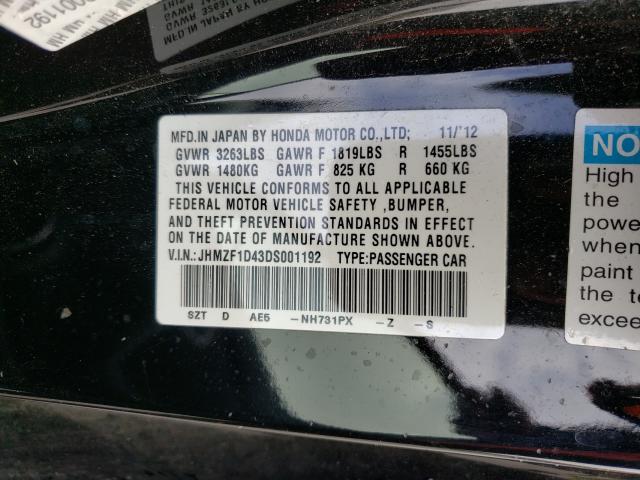 MFD.IN JAPAN BY HONDA MOTOR CO.,LTD; 11/'12
GVWR 3263LBS GAWR F 1819LBS R 1455LBS
GVWR 1480KG GAWR F 825 KG R 660 KG
THIS VEHICLE CONFORMS TO ALL APPLICABLE
FEDERAL MOTOR VEHICLE SAFETY ,BUMPER,
AND THEFT PREVENTION STANDARDS IN EFFECT
ON THE DATE OF MANUFACTURE SHOWN ABOVE.
V.I.N.:JHMZF1D43DS001192 TYPE:PASSENGER CAR
SZT D AE5 -NH731PX -Z -S
NO
High
the
powe
when
paint
the te
excee